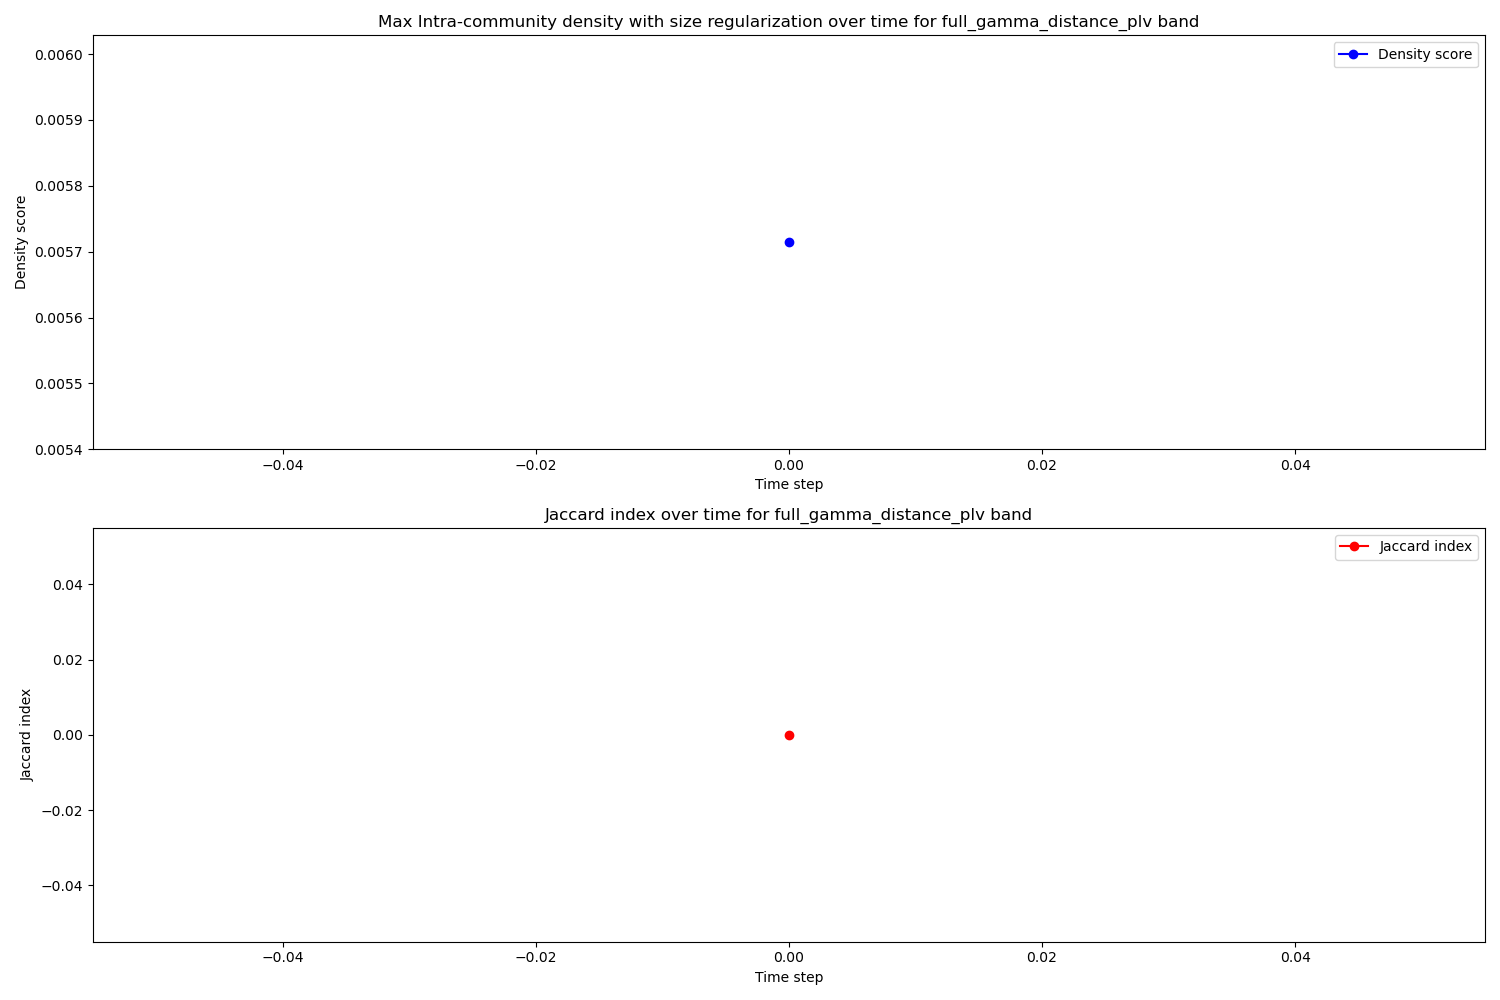 Max Intra-community density with size regularization over time for full_gamma_distance_plv band
Density score
0.0060
0.0059
0.0058
0.0057
0.0056
0.0055
0.0054
Density score
−0.04
−0.02
0.00
0.02
0.04
Time step
Jaccard index over time for full_gamma_distance_plv band
Jaccard index
0.04
0.02
0.00
−0.02
−0.04
Jaccard index
−0.04
−0.02
0.00
0.02
0.04
Time step